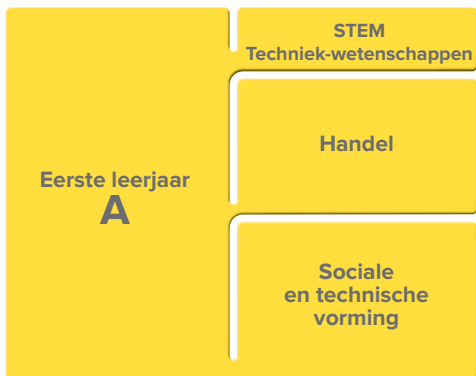 Eerste leerjaar
A
STEM
Techniek-wetenschappen
Handel
Sociale
en technische
vorming